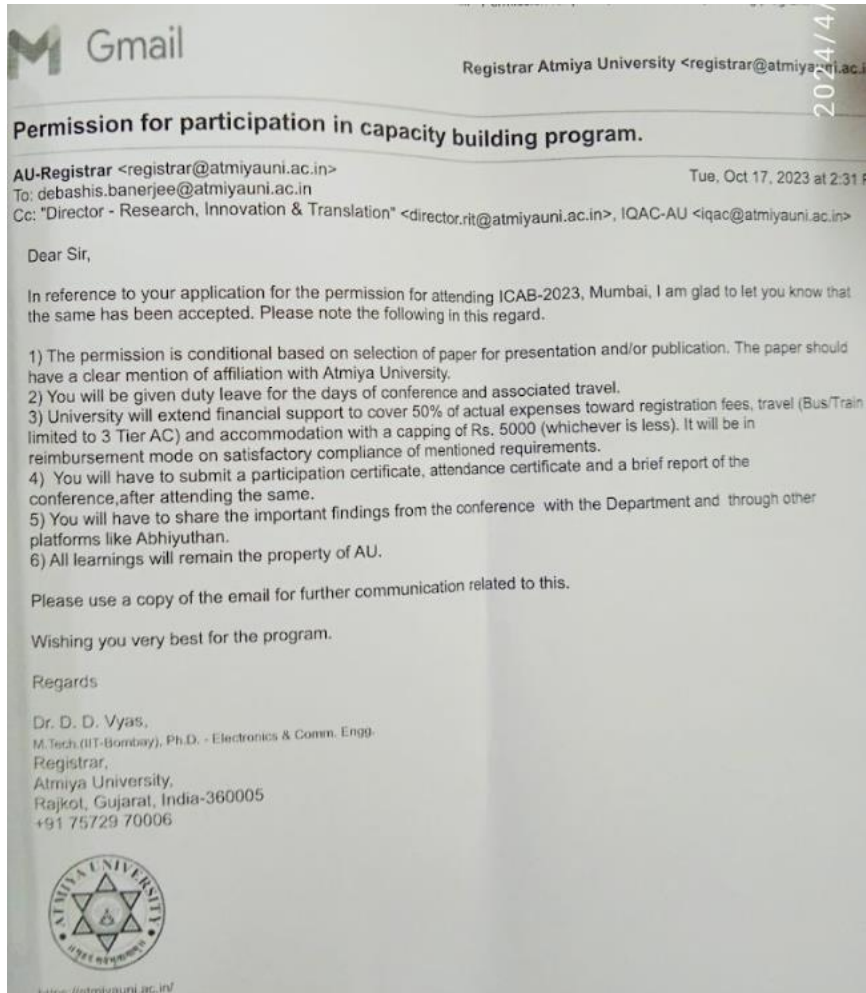 Gmail
Registrar Atmiya University <registrar@atmiyauni.ac.i
2024/4/
Permission for participation in capacity building program.
AU-Registrar <registrar@atmiyauni.ac.in>
Tue, Oct 17, 2023 at 2:31
To: debashis.banerjee@atmiyauni.ac.in
Cc: "Director - Research, Innovation & Translation" <director.rit@atmiyauni.ac.in>, IQAC-AU <iqac@atmiyauni.ac.in>
Dear Sir,
In reference to your application for the permission for attending ICAB-2023, Mumbai, I am glad to let you know that
the same has been accepted. Please note the following in this regard.
1) The permission is conditional based on selection of paper for presentation and/or publication. The paper should
have a clear mention of affiliation with Atmiya University.
2) You will be given duty leave for the days of conference and associated travel.
3) University will extend financial support to cover 50% of actual expenses toward registration fees, travel (Bus/Train
limited to 3 Tier AC) and accommodation with a capping of Rs. 5000 (whichever is less). It will be in
reimbursement mode on satisfactory compliance of mentioned requirements.
4) You will have to submit a participation certificate, attendance certificate and a brief report of the
conference,after attending the same.
5) You will have to share the important findings from the conference with the Department and through other
platforms like Abhiyuthan.
6) All learnings will remain the property of AU.
Please use a copy of the email for further communication related to this.
Wishing you very best for the program.
Regards
Dr. D. D. Vyas,
M.Tech.(IIT-Bombay), Ph.D. - Electronics & Comm. Engg.
Registrar,
Atmiya University,
Rajkot, Gujarat, India-360005
+91 75729 70006
ATMIYA UNIVERSITY
https://atmiyauni.ac.in/